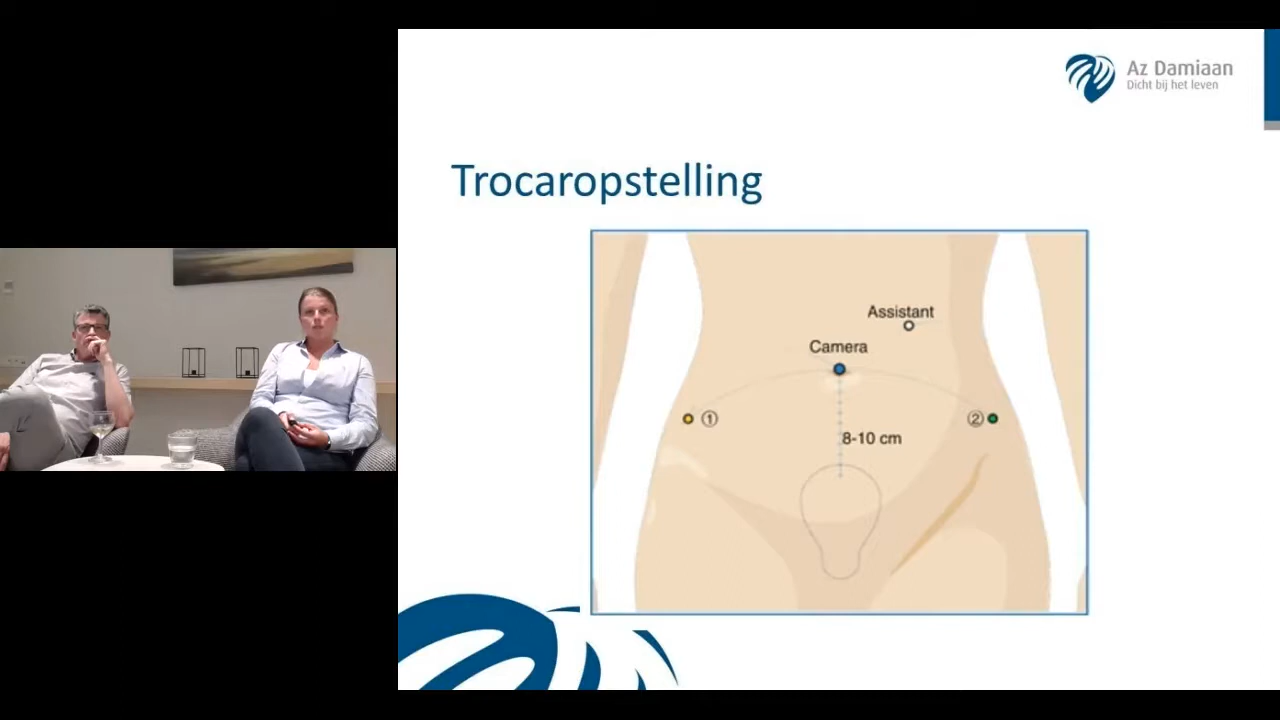 Az Damiaan
Dicht bij het leven
Trocaropstelling
Assistant
Camera
①
②
8-10 cm